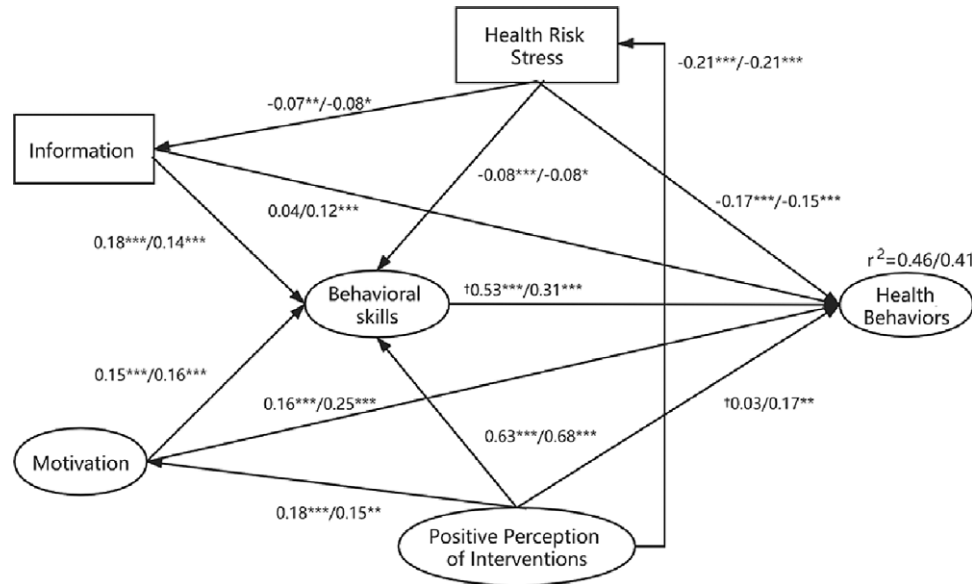 Health Risk
Stress
-0.21***/-0.21***
-0.07**/-0.08*
Information
-0.08***/-0.08*
0.04/0.12***
-0.17***/-0.15***
0.18***/0.14***
r²=0.46/0.41
Behavioral
skills
†0.53***/0.31***
Health
Behaviors
0.15***/0.16***
0.16***/0.25***
†0.03/0.17**
0.63***/0.68***
Motivation
0.18***/0.15**
Positive Perception
of Interventions